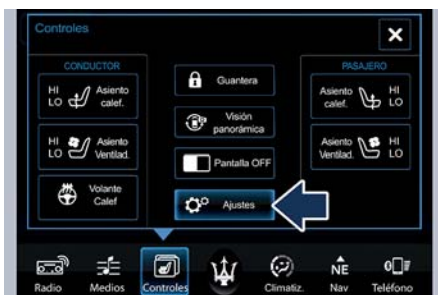 Controles
CONDUCTOR
HI
LO
Asiento
calef.
HI
LO
Asiento
Ventilad.
Volante
Calef
Guantera
Visión
panorámica
Pantalla OFF
Ajustes
PASAJERO
Asiento
calef.
HI
LO
Asiento
Ventilad.
HI
LO
Radio
Medios
Controles
Climatiz.
NE
Nav
Teléfono